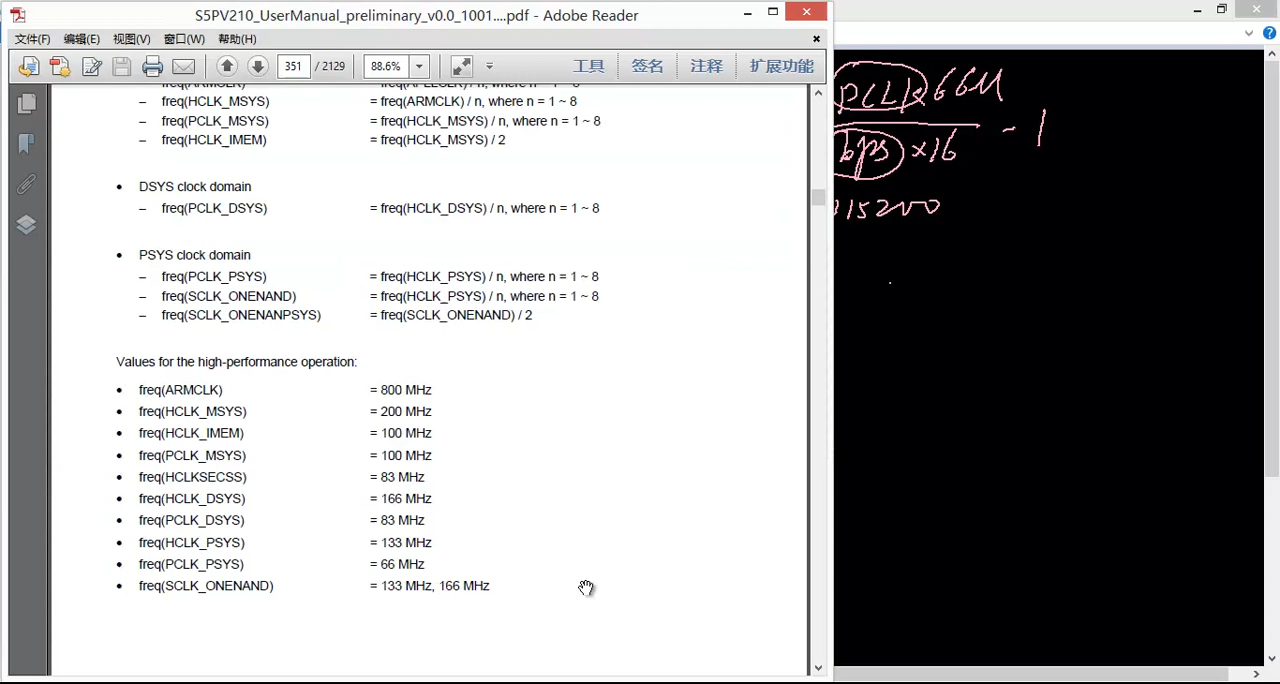 S5PV210_UserManual_preliminary_v0.0_1001....pdf - Adobe Reader
文件(F) 编辑(E) 视图(V) 窗口(W) 帮助(H)
351 / 2129 88.6% 工具 签名 注释 扩展功能
– freq(HCLK_MSYS) = freq(ARMCLK) / n, where n = 1 ~ 8
– freq(PCLK_MSYS) = freq(HCLK_MSYS) / n, where n = 1 ~ 8
– freq(HCLK_IMEM) = freq(HCLK_MSYS) / 2
• DSYS clock domain
– freq(PCLK_DSYS) = freq(HCLK_DSYS) / n, where n = 1 ~ 8
• PSYS clock domain
– freq(PCLK_PSYS) = freq(HCLK_PSYS) / n, where n = 1 ~ 8
– freq(SCLK_ONENAND) = freq(HCLK_PSYS) / n, where n = 1 ~ 8
– freq(SCLK_ONENANPSYS) = freq(SCLK_ONENAND) / 2
Values for the high-performance operation:
• freq(ARMCLK) = 800 MHz
• freq(HCLK_MSYS) = 200 MHz
• freq(HCLK_IMEM) = 100 MHz
• freq(PCLK_MSYS) = 100 MHz
• freq(HCLKSECSS) = 83 MHz
• freq(HCLK_DSYS) = 166 MHz
• freq(PCLK_DSYS) = 83 MHz
• freq(HCLK_PSYS) = 133 MHz
• freq(PCLK_PSYS) = 66 MHz
• freq(SCLK_ONENAND) = 133 MHz, 166 MHz
PCLK 66M
bps ×16 - 1
115200